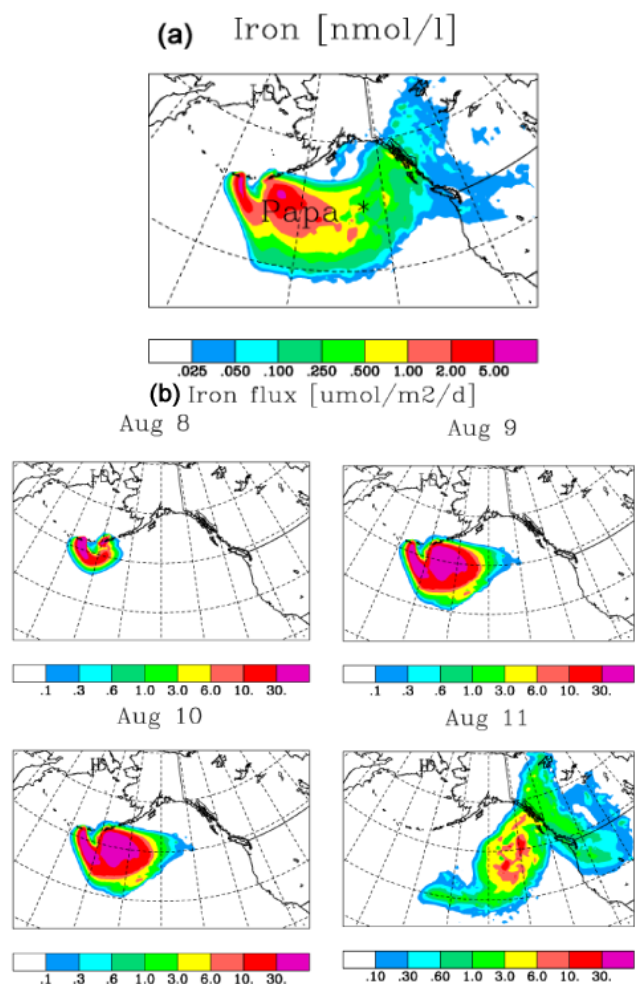 (a) Iron [nmol/l]
Papa *
.025 .050 .100 .250 .500 1.00 2.00 5.00
(b) Iron flux [umol/m2/d]
Aug 8 Aug 9
.1 .3 .6 1.0 3.0 6.0 10. 30. .1 .3 .6 1.0 3.0 6.0 10. 30.
Aug 10 Aug 11
.1 .3 .6 1.0 3.0 6.0 10. 30. .10 .30 .60 1.0 3.0 6.0 10. 30.